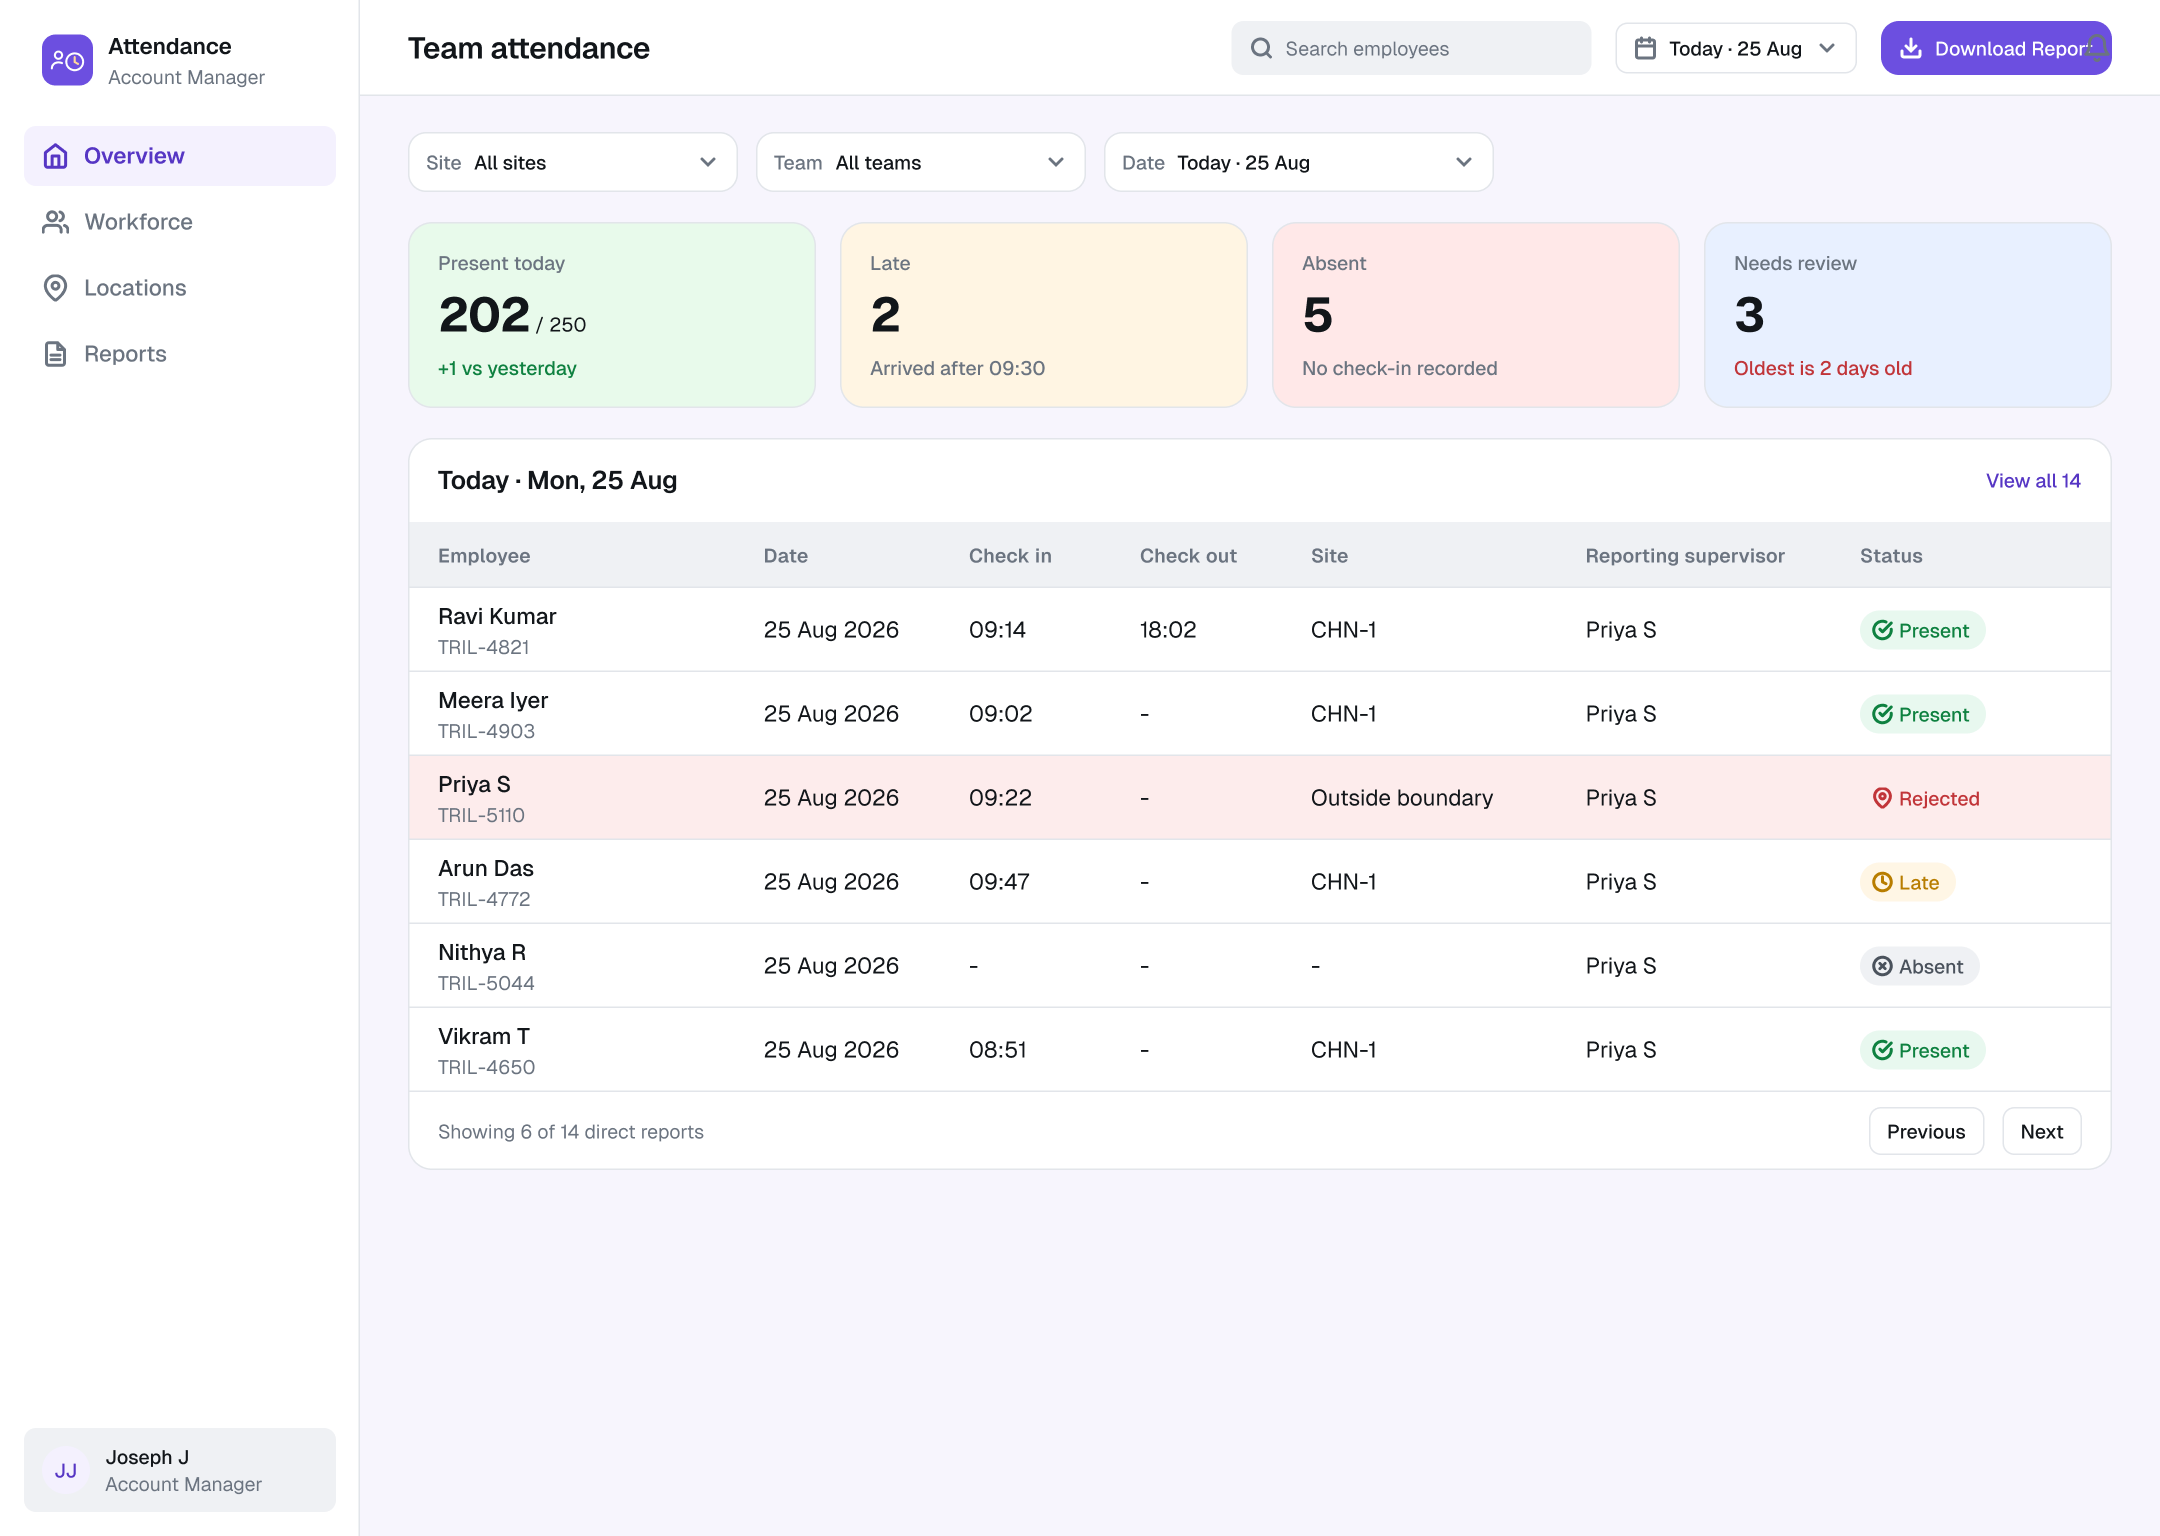 Attendance
Account Manager
Overview
Workforce
Locations
Reports
Joseph J
JJ
Account Manager
Team attendance
Search employees
Today · 25 Aug
Download Report
Site All sites
Team All teams
Date Today · 25 Aug
Present today
202 / 250
+1 vs yesterday
Late
2
Arrived after 09:30
Absent
5
No check-in recorded
Needs review
3
Oldest is 2 days old
Today · Mon, 25 Aug
View all 14
Employee Date Check in Check out Site Reporting supervisor Status
Ravi Kumar
TRIL-4821
25 Aug 2026 09:14 18:02 CHN-1 Priya S Present
Meera Iyer
TRIL-4903
25 Aug 2026 09:02 - CHN-1 Priya S Present
Priya S
TRIL-5110
25 Aug 2026 09:22 - Outside boundary Priya S Rejected
Arun Das
TRIL-4772
25 Aug 2026 09:47 - CHN-1 Priya S Late
Nithya R
TRIL-5044
25 Aug 2026 - - - Priya S Absent
Vikram T
TRIL-4650
25 Aug 2026 08:51 - CHN-1 Priya S Present
Showing 6 of 14 direct reports
Previous
Next